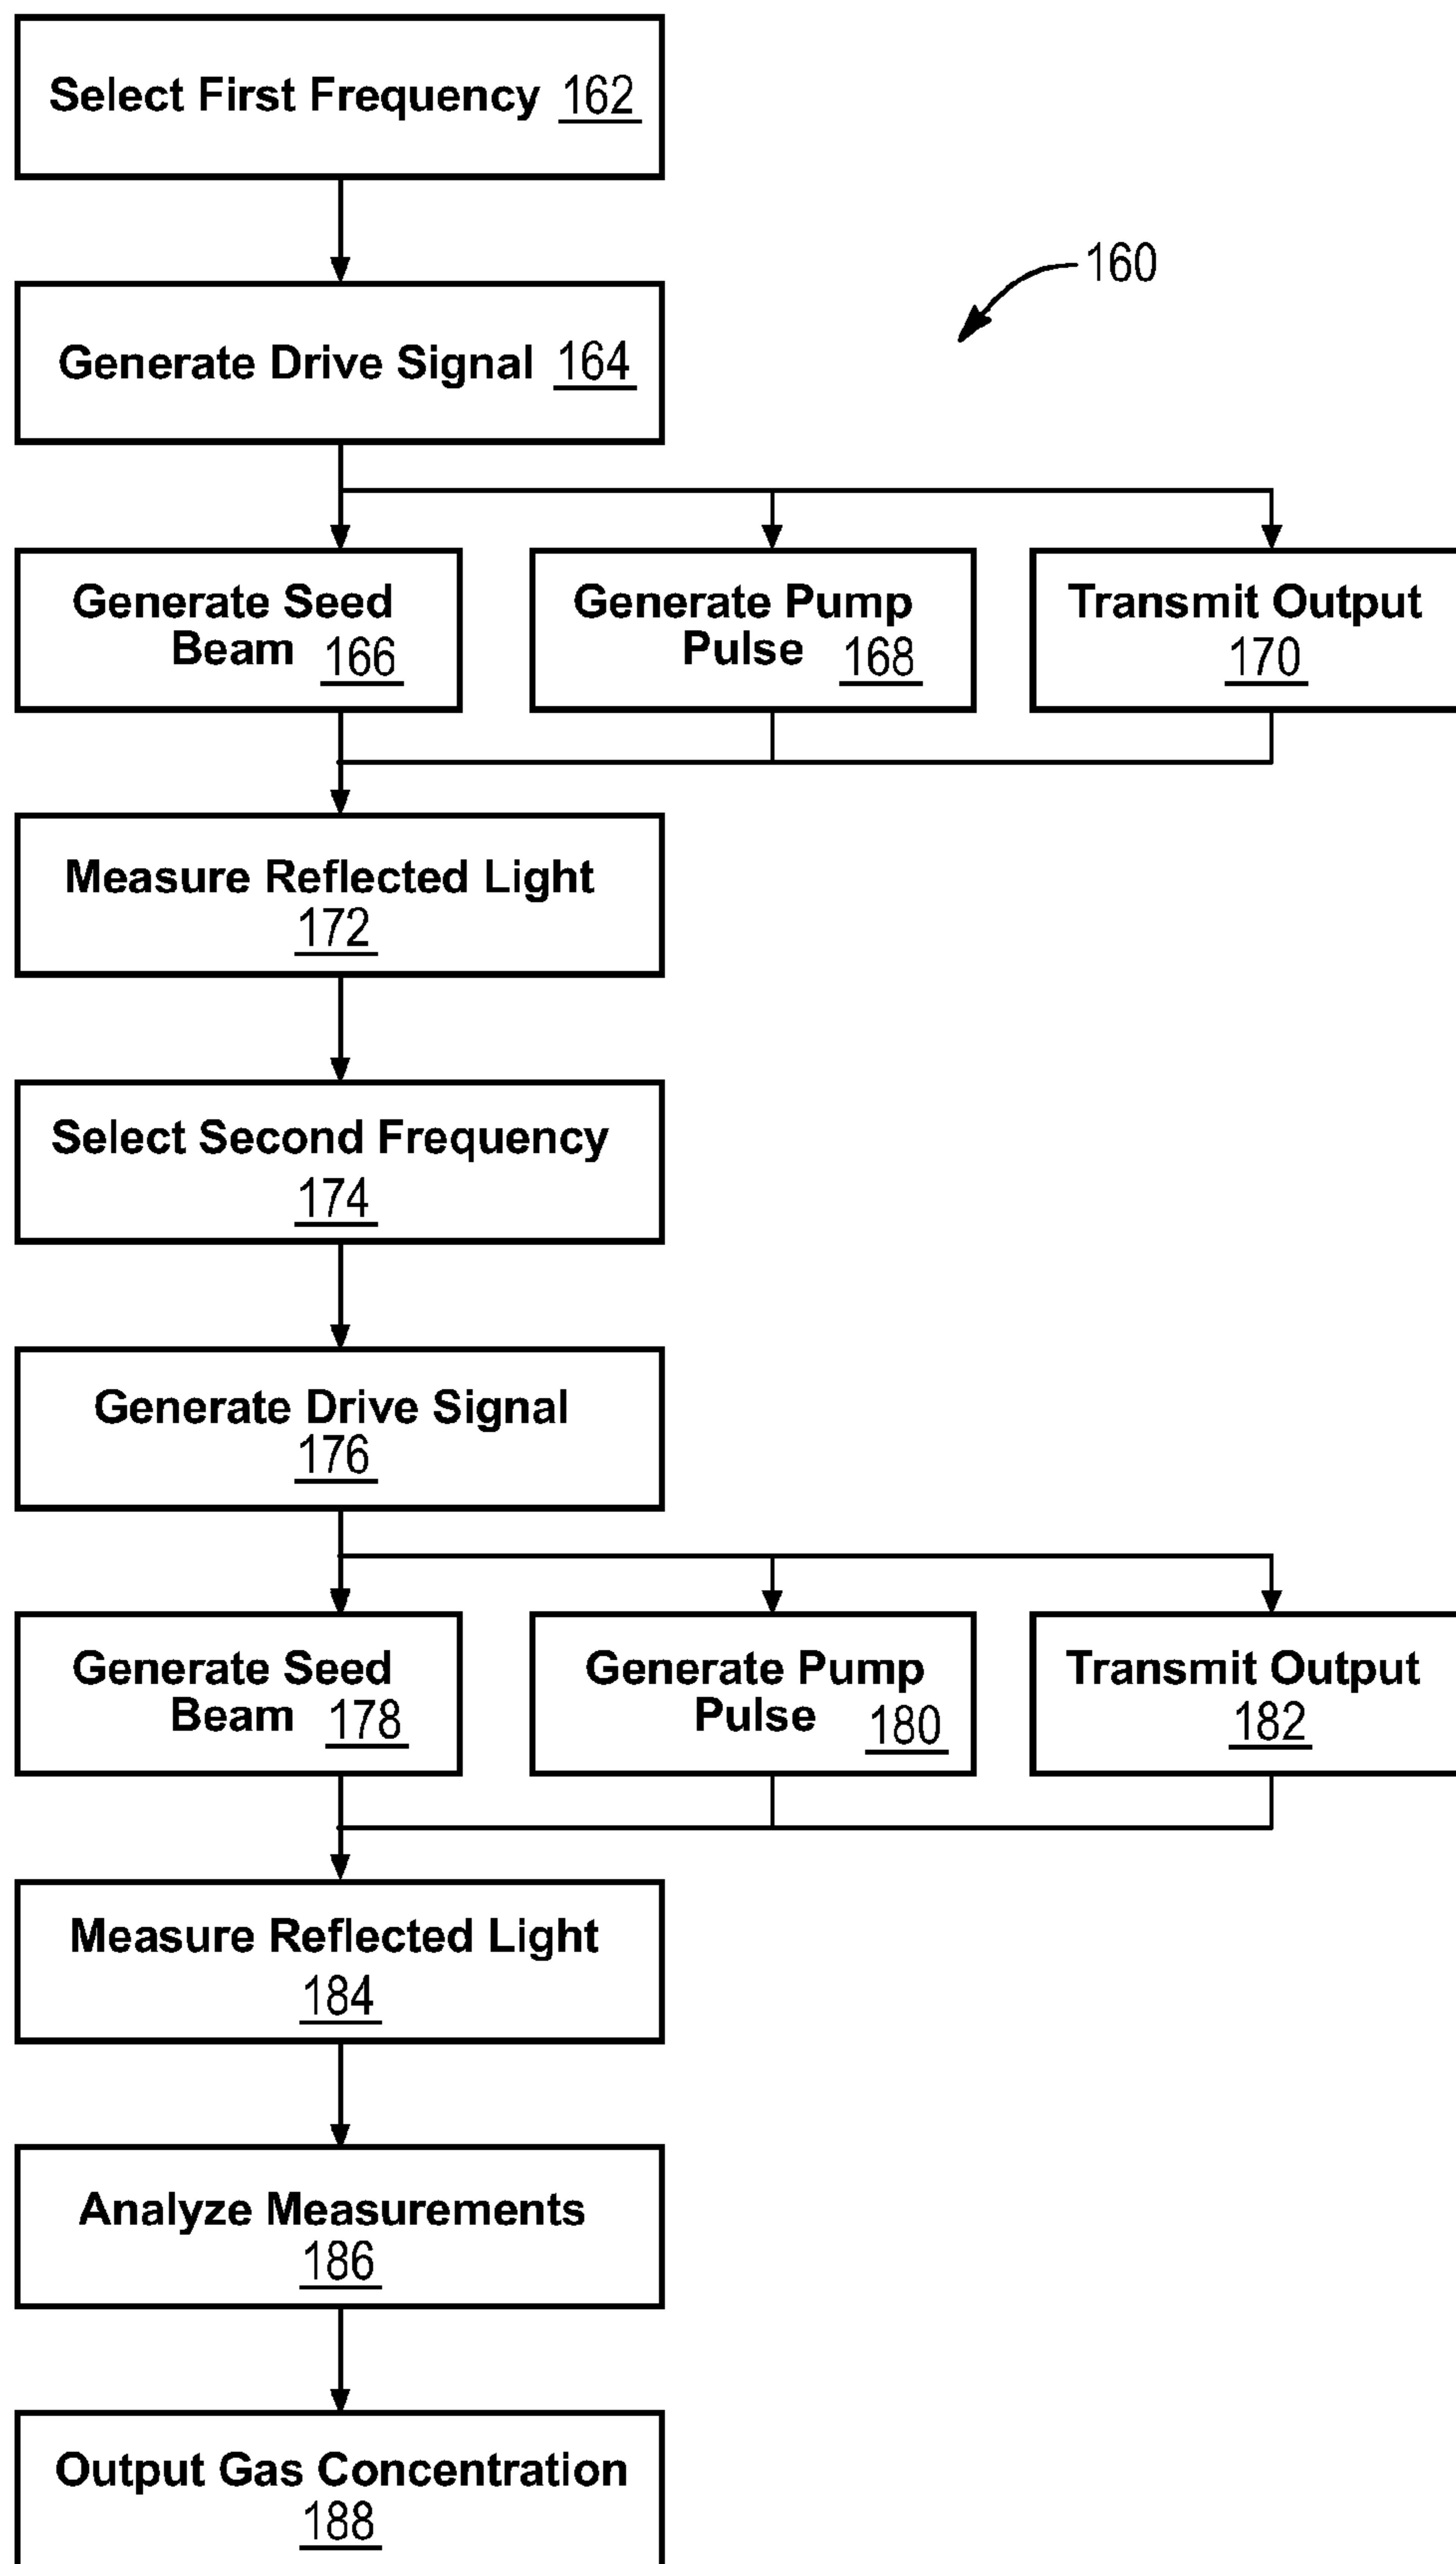 Select First Frequency 162
160
Generate Drive Signal 164
Generate Seed
Beam 166
Generate Pump
Pulse 168
Transmit Output
170
Measure Reflected Light
172
Select Second Frequency
174
Generate Drive Signal
176
Generate Seed
Beam 178
Generate Pump
Pulse 180
Transmit Output
182
Measure Reflected Light
184
Analyze Measurements
186
Output Gas Concentration
188